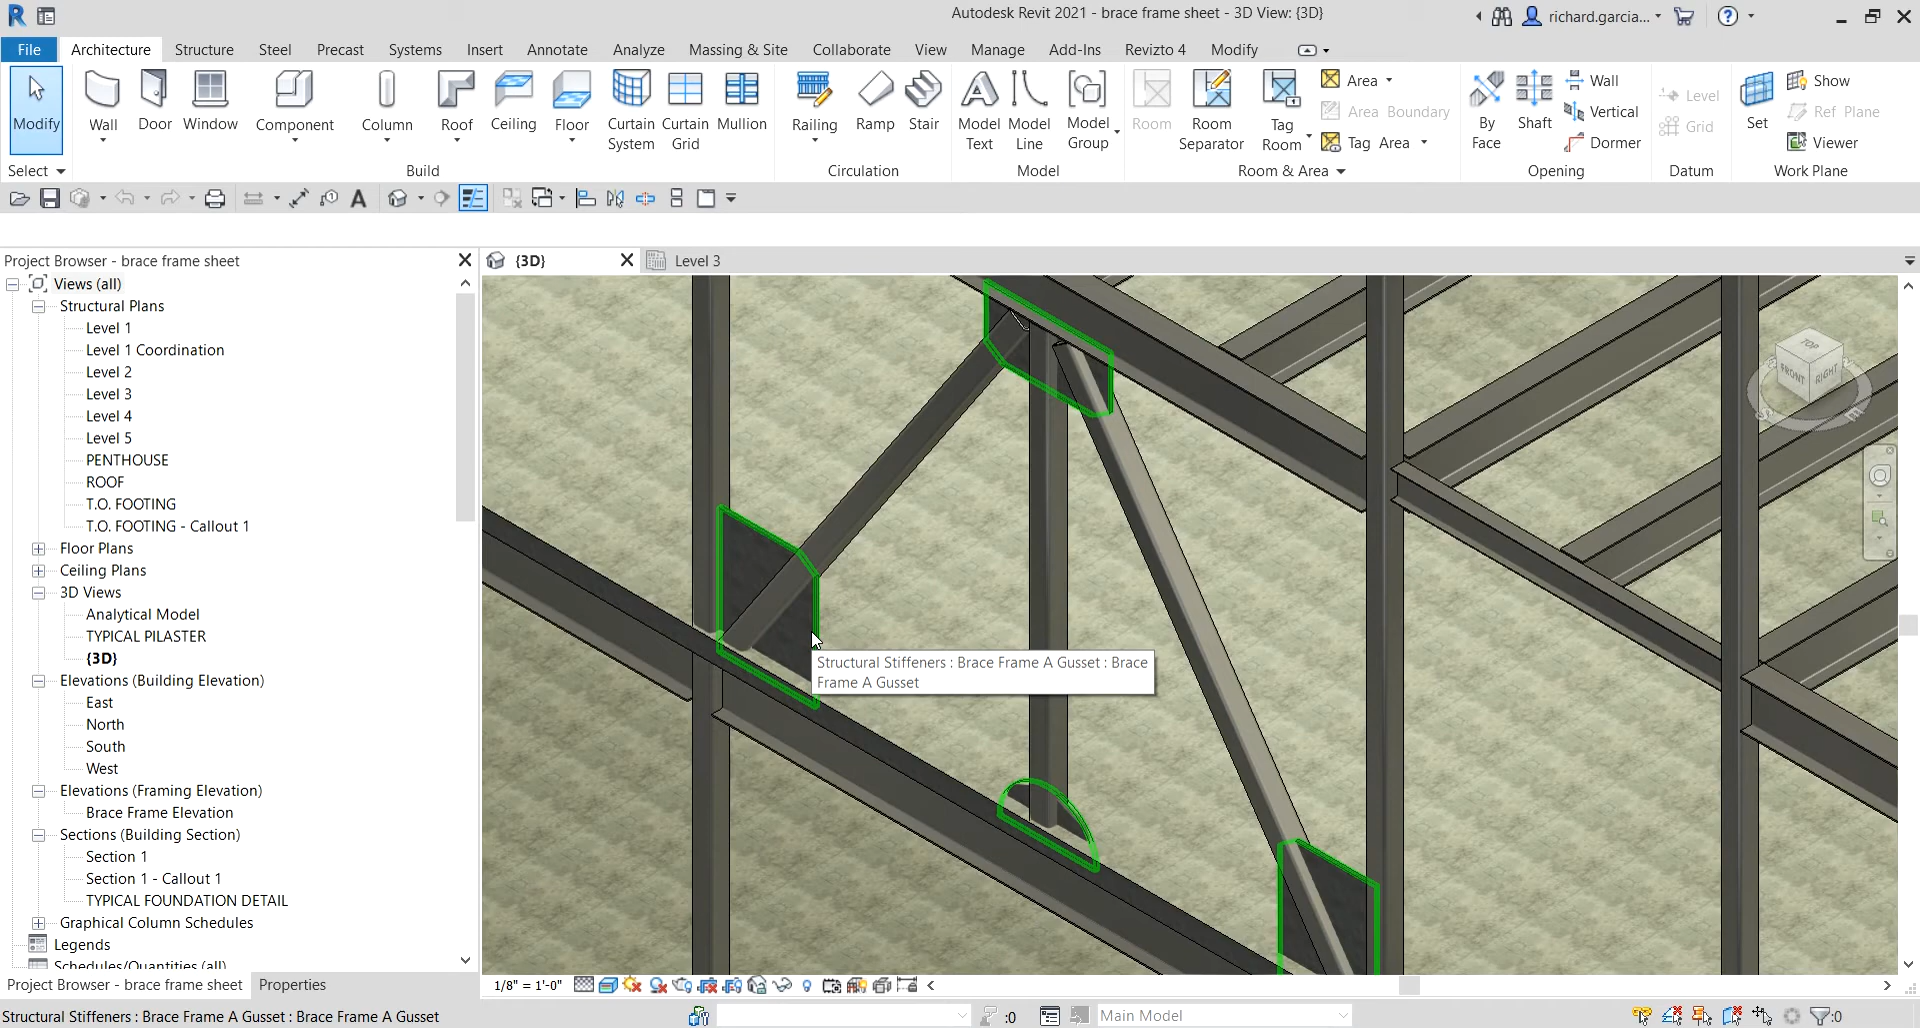 Autodesk Revit 2021 - brace frame sheet - 3D View: {3D}
richard.garcia...
File Architecture Structure Steel Precast Systems Insert Annotate Analyze Massing & Site Collaborate View Manage Add-Ins Revizto 4 Modify
Modify
Wall
Door
Window
Component
Column
Roof
Ceiling
Floor
Curtain System
Curtain Grid
Mullion
Railing
Ramp
Stair
Model Text
Model Line
Model Group
Room
Room Separator
Tag Room
Area
Area Boundary
Tag Area
By Face
Shaft
Wall
Vertical
Dormer
Level
Grid
Set
Show
Ref Plane
Viewer
Select
Build
Circulation
Model
Room & Area
Opening
Datum
Work Plane
Project Browser - brace frame sheet
{3D}
Level 3
Views (all)
Structural Plans
Level 1
Level 1 Coordination
Level 2
Level 3
Level 4
Level 5
PENTHOUSE
ROOF
T.O. FOOTING
T.O. FOOTING - Callout 1
Floor Plans
Ceiling Plans
3D Views
Analytical Model
TYPICAL PILASTER
{3D}
Elevations (Building Elevation)
East
North
South
West
Elevations (Framing Elevation)
Brace Frame Elevation
Sections (Building Section)
Section 1
Section 1 - Callout 1
TYPICAL FOUNDATION DETAIL
Graphical Column Schedules
Legends
Schedules/Quantities (all)
Project Browser - brace frame sheet
Properties
TOP
FRONT
RIGHT
S
E
Structural Stiffeners : Brace Frame A Gusset : Brace
Frame A Gusset
1/8" = 1'-0"
Structural Stiffeners : Brace Frame A Gusset : Brace Frame A Gusset
:0
Main Model
:0